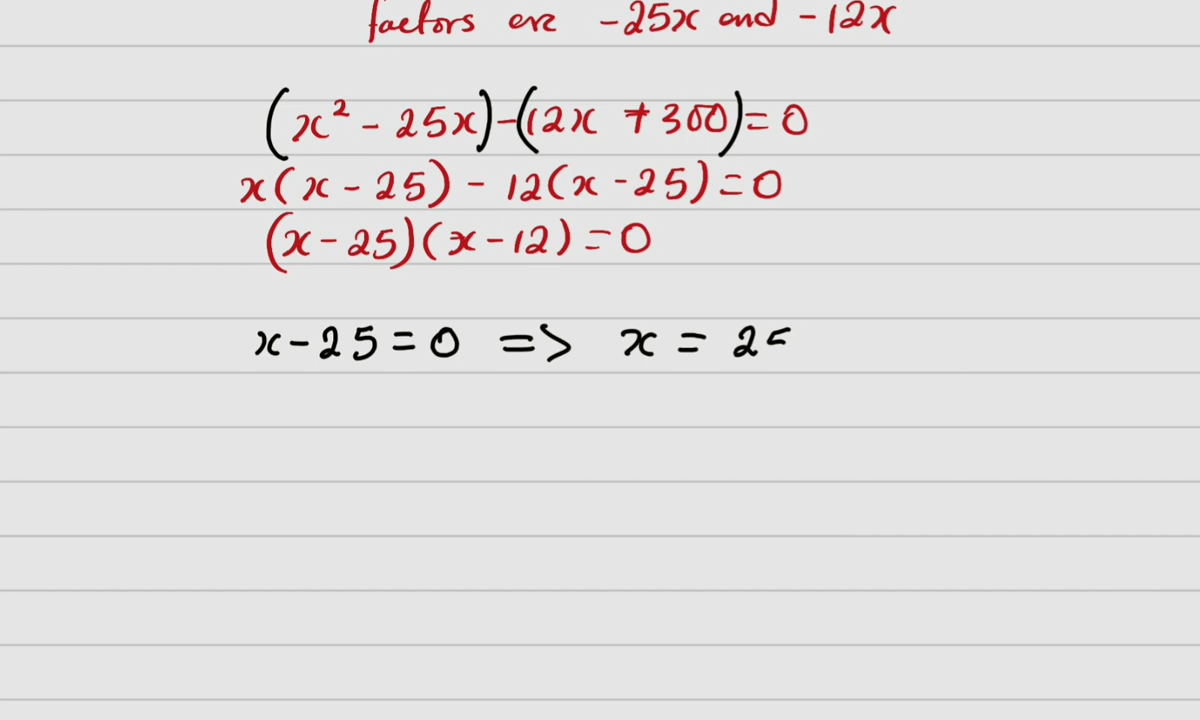 factors are -25x and -12x
(x² - 25x) - (12x + 300) = 0
x(x - 25) - 12(x - 25) = 0
(x - 25)(x - 12) = 0
x - 25 = 0 => x = 25